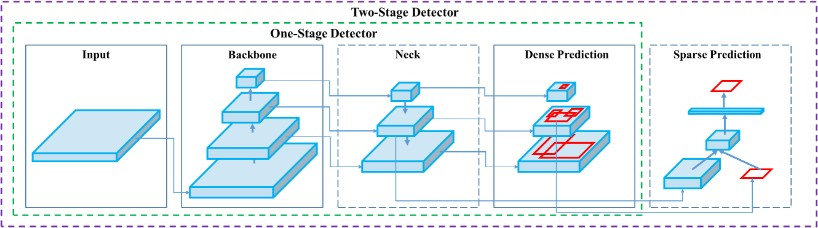 Two-Stage Detector
One-Stage Detector
Input
Backbone
Neck
Dense Prediction
Sparse Prediction